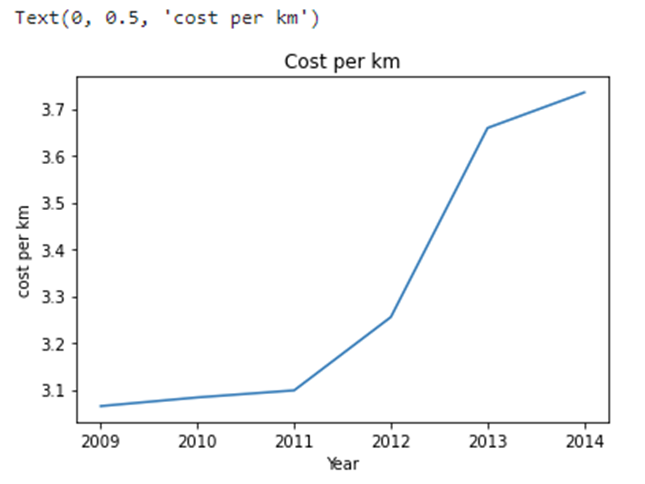 Text(0, 0.5, 'cost per km')
Cost per km
cost per km
3.7
3.6
3.5
3.4
3.3
3.2
3.1
2009 2010 2011 2012 2013 2014
Year